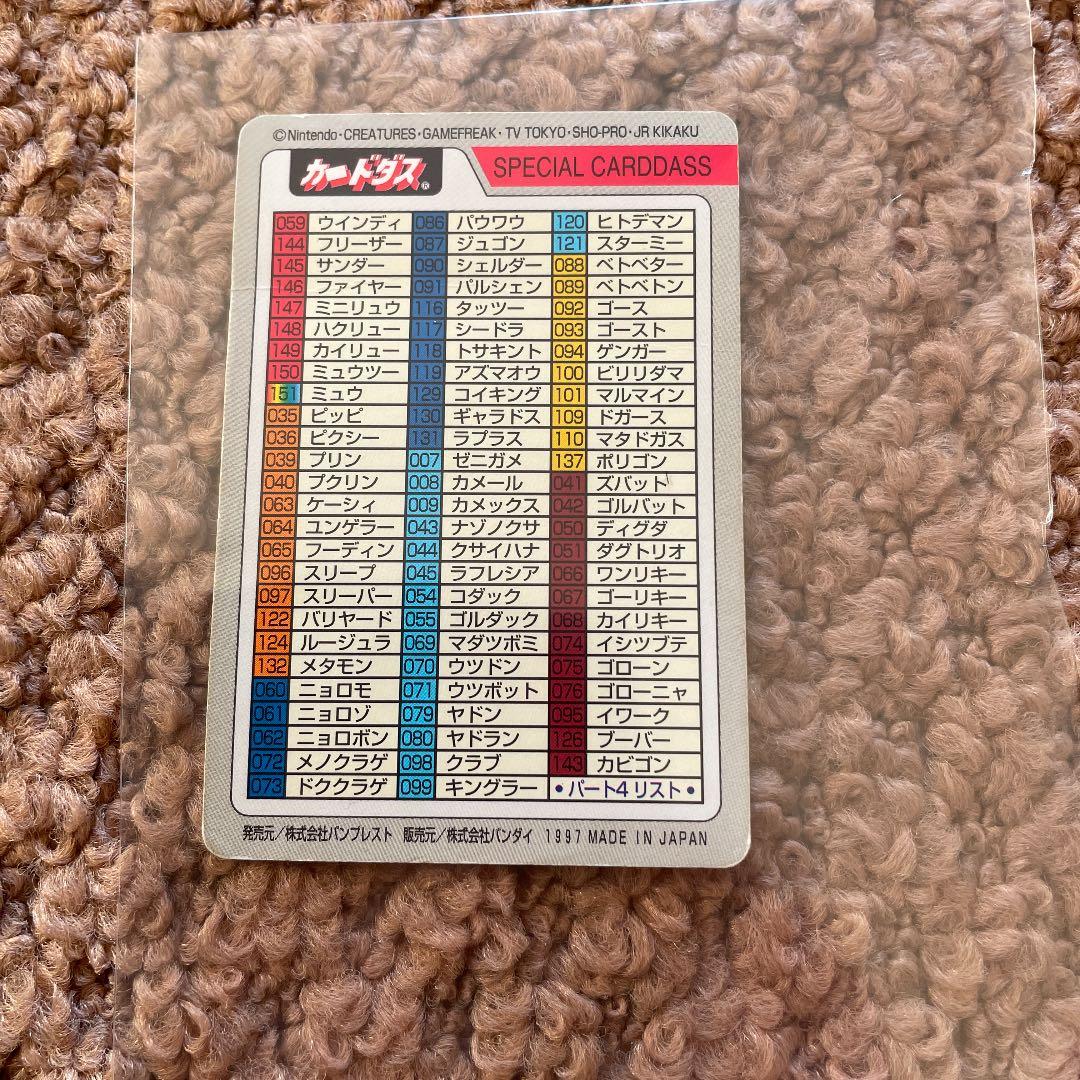 ©Nintendo・CREATURES・GAMEFREAK・TV TOKYO・SHO-PRO・JR KIKAKU
カードダス®
SPECIAL CARDDASS
059 ウインディ 086 パウワウ 120 ヒトデマン
144 フリーザー 087 ジュゴン 121 スターミー
145 サンダー 090 シェルダー 088 ベトベター
146 ファイヤー 091 パルシェン 089 ベトベトン
147 ミニリュウ 116 タッツー 092 ゴース
148 ハクリュー 117 シードラ 093 ゴースト
149 カイリュー 118 トサキント 094 ゲンガー
150 ミュウツー 119 アズマオウ 100 ビリリダマ
151 ミュウ 129 コイキング 101 マルマイン
035 ピッピ 130 ギャラドス 109 ドガース
036 ピクシー 131 ラプラス 110 マタドガス
039 プリン 007 ゼニガメ 137 ポリゴン
040 プクリン 008 カメール 041 ズバット
063 ケーシィ 009 カメックス 042 ゴルバット
064 ユンゲラー 043 ナゾノクサ 050 ディグダ
065 フーディン 044 クサイハナ 051 ダグトリオ
096 スリープ 045 ラフレシア 066 ワンリキー
097 スリーパー 054 コダック 067 ゴーリキー
122 バリヤード 055 ゴルダック 068 カイリキー
124 ルージュラ 069 マダツボミ 074 イシツブテ
132 メタモン 070 ウツドン 075 ゴローン
060 ニョロモ 071 ウツボット 076 ゴローニャ
061 ニョロゾ 079 ヤドン 095 イワーク
062 ニョロボン 080 ヤドラン 126 ブーバー
072 メノクラゲ 098 クラブ 143 カビゴン
073 ドククラゲ 099 キングラー •パート4 リスト•
発売元／株式会社バンプレスト 販売元／株式会社バンダイ 1997 MADE IN JAPAN